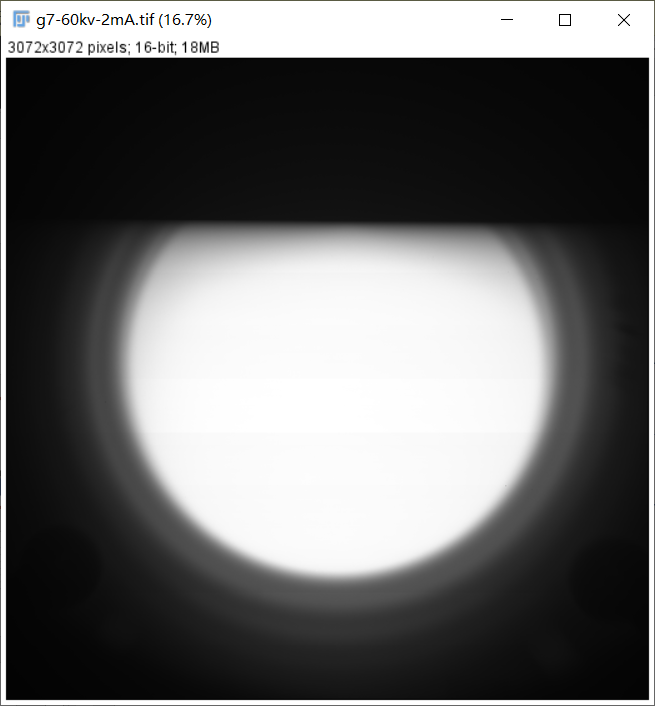 g7-60kv-2mA.tif (16.7%)
3072x3072 pixels; 16-bit; 18MB